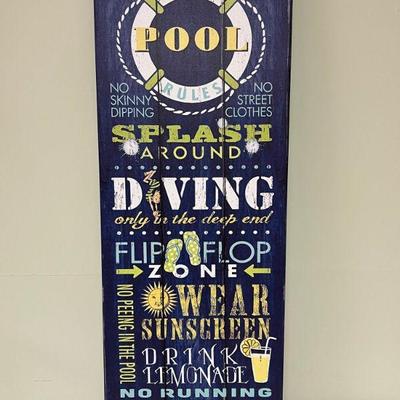 POOL
RULES
NO SKINNY DIPPING
NO STREET CLOTHES
SPLASH
AROUND
DIVING
only in the deep end
FLIP FLOP
ZONE
NO PEEING IN THE POOL
WEAR
SUNSCREEN
DRINK
LEMONADE
NO RUNNING